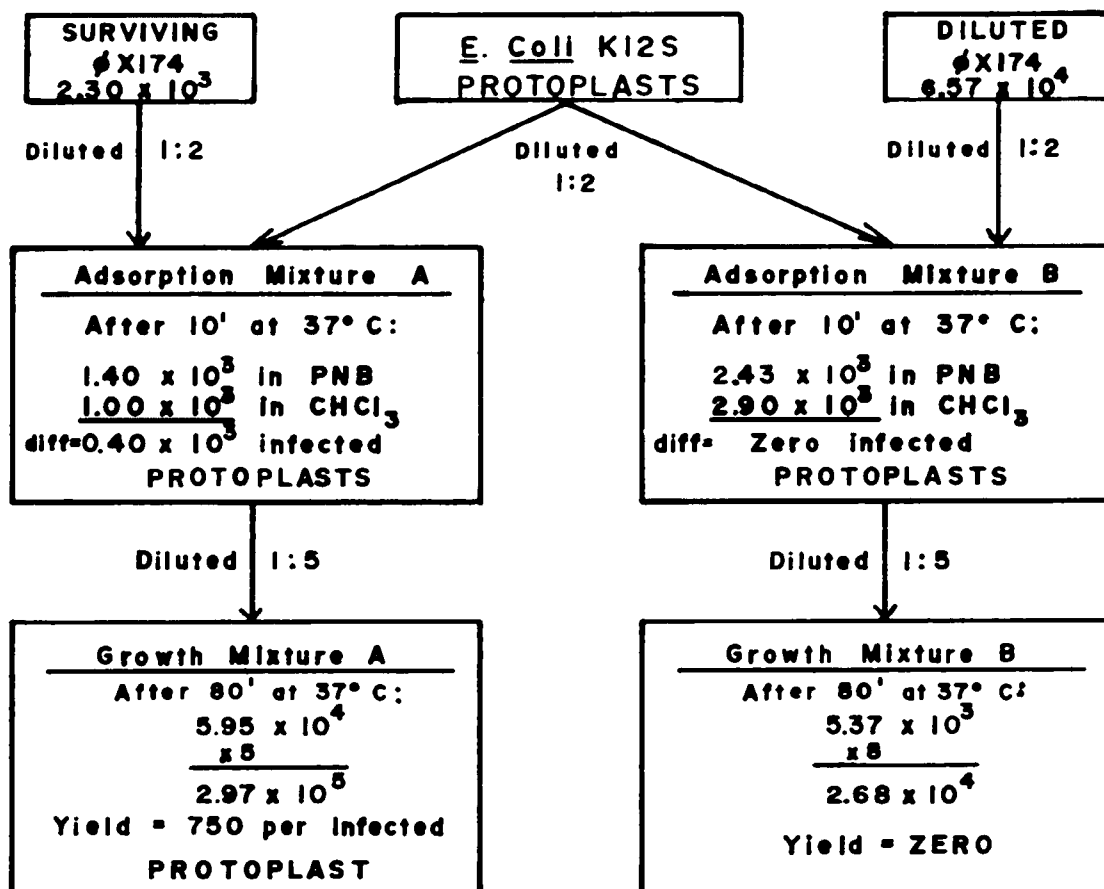 SURVIVING
ϕX174
2.30 x 10³
E. Coli K12S
PROTOPLASTS
DILUTED
ϕX174
6.57 x 10⁴
Diluted 1:2
Diluted
1:2
Diluted 1:2
Adsorption Mixture A
After 10' at 37° C:
1.40 x 10³ in PNB
1.00 x 10³ in CHCl₃
diff=0.40 x 10³ infected
PROTOPLASTS
Adsorption Mixture B
After 10' at 37° C:
2.43 x 10³ in PNB
2.90 x 10³ in CHCl₃
diff= Zero infected
PROTOPLASTS
Diluted 1:5
Diluted 1:5
Growth Mixture A
After 80' at 37° C:
5.95 x 10⁴
x5
2.97 x 10⁵
Yield = 750 per Infected
PROTOPLAST
Growth Mixture B
After 80' at 37° C:
5.37 x 10³
x5
2.68 x 10⁴
Yield = ZERO